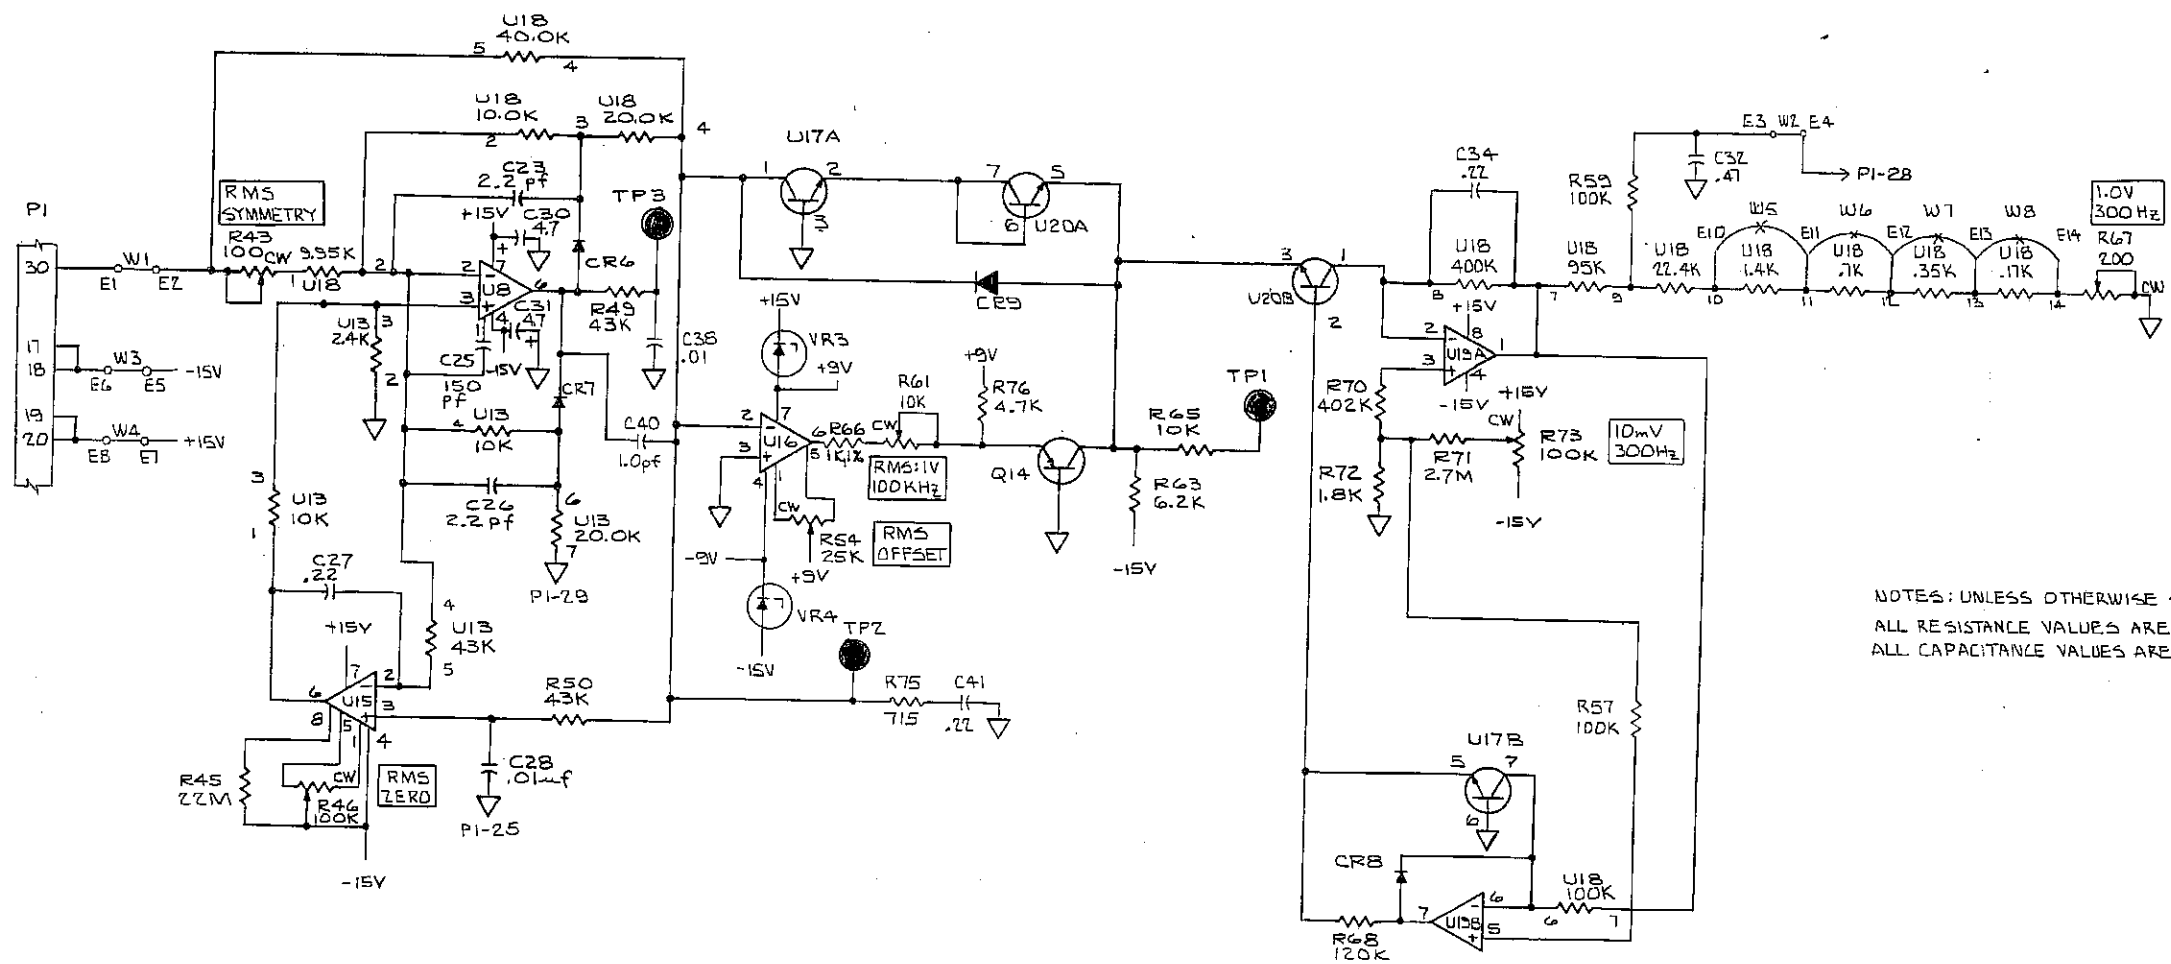 U18
40.0K
5
4
U18
10.0K
2
3
U18
20.0K
4
U17A
1
2
3
7
5
6
U20A
C23
2.2 pf
+15V
C30
4.7
TP3
RMS
SYMMETRY
R43
100
CW
9.95K
1
U18
2
P1
30
W1
E1
E2
2
3
7
U8
6
4
1
C31
4.7
-15V
CR6
R49
43K
C38
.01
C25
150
pf
U13
2.4K
3
2
17
18
W3
E6
E5
-15V
19
20
W4
E8
E7
+15V
4
U13
10K
CR7
C40
1.0pf
C26
2.2pf
6
U13
20.0K
7
P1-29
3
U13
10K
1
C27
.22
+15V
7
4
U13
43K
5
6
U15
2
3
8
5
1
4
R45
22M
CW
R46
100K
RMS
ZERO
-15V
C28
.01uf
P1-25
R50
43K
TP2
R75
715
C41
.22
+15V
VR3
+9V
2
3
U16
7
6
5
4
1
R66
1K,1%
CW
R61
10K
RMS:1V
100KHz
CW
R54
25K
RMS
OFFSET
+9V
-9V
VR4
-15V
CR9
+9V
R76
4.7K
Q14
R65
10K
TP1
R63
6.2K
-15V
3
1
U20B
2
C34
.22
U18
400K
8
7
+15V
2
3
U19A
8
1
4
-15V
U18
95K
9
R59
100K
C32
.47
E3 W2 E4
P1-28
U18
22.4K
10
E10
W5
U18
1.4K
E11
11
W6
U18
.7K
E12
12
W7
U18
.35K
E13
13
W8
U18
.17K
E14
14
1.0V
300Hz
R67
200
CW
R70
402K
R72
1.8K
R71
2.7M
+15V
CW
R73
100K
-15V
10mV
300Hz
R57
100K
U17B
5
7
6
CR8
U18
100K
6
7
7
U19B
6
5
R68
120K
NOTES: UNLESS OTHERWISE
ALL RESISTANCE VALUES ARE
ALL CAPACITANCE VALUES ARE